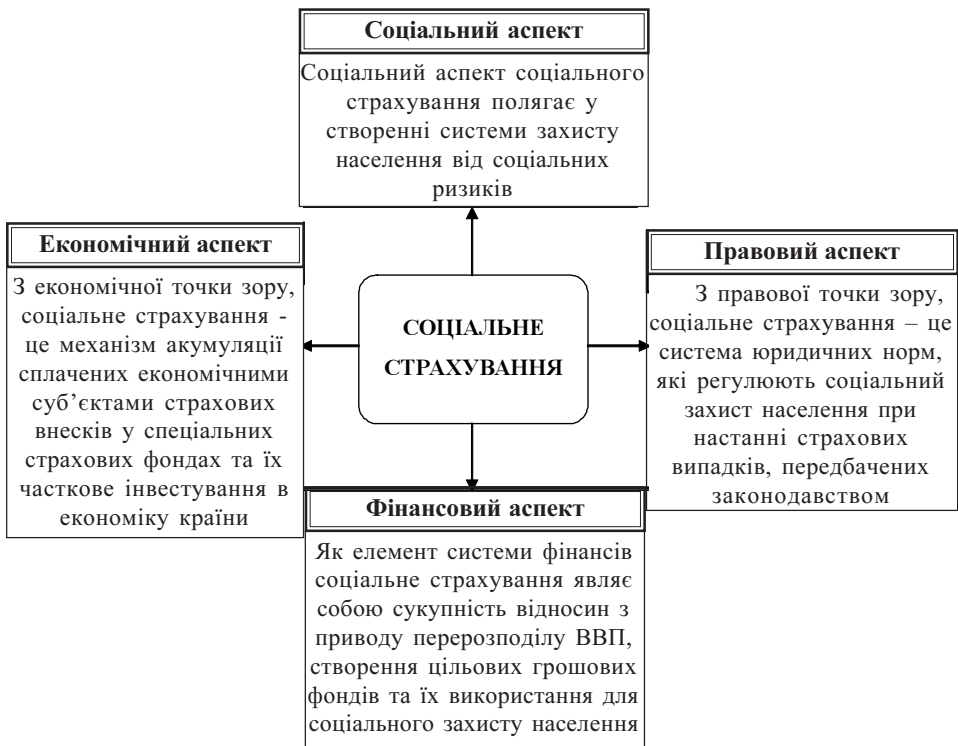 Соціальний аспект
Соціальний аспект соціального
страхування полягає у
створенні системи захисту
населення від соціальних
ризиків
Економічний аспект
З економічної точки зору,
соціальне страхування -
це механізм акумуляції
сплачених економічними
суб’єктами страхових
внесків у спеціальних
страхових фондах та їх
часткове інвестування в
економіку країни
СОЦІАЛЬНЕ
СТРАХУВАННЯ
Правовий аспект
З правової точки зору,
соціальне страхування – це
система юридичних норм,
які регулюють соціальний
захист населення при
настанні страхових
випадків, передбачених
законодавством
Фінансовий аспект
Як елемент системи фінансів
соціальне страхування являє
собою сукупність відносин з
приводу перерозподілу ВВП,
створення цільових грошових
фондів та їх використання для
соціального захисту населення